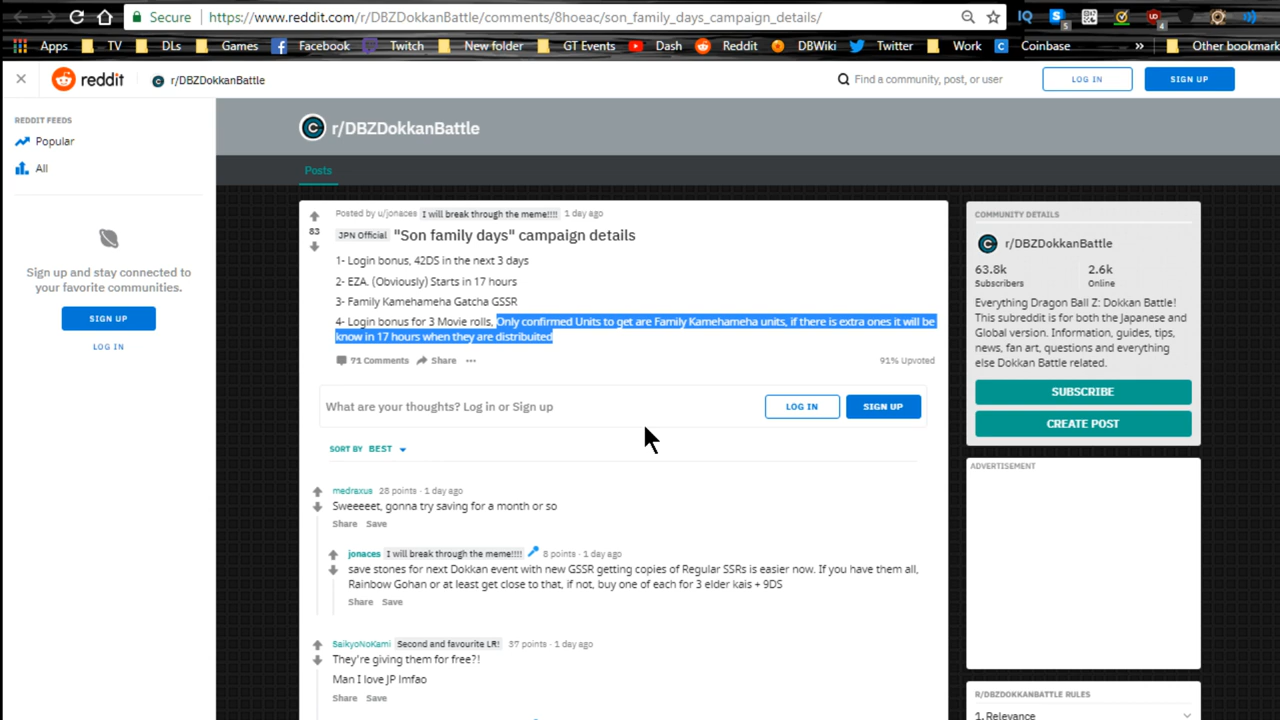 Secure
https://www.reddit.com/r/DBZDokkanBattle/comments/8hoeac/son_family_days_campaign_details/
IQ
5
4
Apps
TV
DLs
Games
Facebook
Twitch
New folder
GT Events
Dash
Reddit
DBWiki
Twitter
Work
Coinbase
»
Other bookmark
reddit
r/DBZDokkanBattle
Find a community, post, or user
LOG IN
SIGN UP
REDDIT FEEDS
Popular
All
Sign up and stay connected to
your favorite communities.
SIGN UP
LOG IN
r/DBZDokkanBattle
Posts
Posted by u/jonaces I will break through the meme!!!! 1 day ago
83
JPN Official "Son family days" campaign details
1- Login bonus, 42DS in the next 3 days
2- EZA. (Obviously) Starts in 17 hours
3- Family Kamehameha Gatcha GSSR
4- Login bonus for 3 Movie rolls, Only confirmed Units to get are Family Kamehameha units, if there is extra ones it will be
know in 17 hours when they are distribuited
71 Comments Share ••• 91% Upvoted
What are your thoughts? Log in or Sign up
LOG IN
SIGN UP
SORT BY BEST
medraxus 28 points · 1 day ago
Sweeeeet, gonna try saving for a month or so
Share Save
jonaces I will break through the meme!!!! 8 points · 1 day ago
save stones for next Dokkan event with new GSSR getting copies of Regular SSRs is easier now. If you have them all,
Rainbow Gohan or at least get close to that, if not, buy one of each for 3 elder kais + 9DS
Share Save
SaikyoNoKami Second and favourite LR! 37 points · 1 day ago
They're giving them for free?!
Man I love JP lmfao
Share Save
COMMUNITY DETAILS
r/DBZDokkanBattle
63.8k 2.6k
Subscribers Online
Everything Dragon Ball Z: Dokkan Battle!
This subreddit is for both the Japanese and
Global version. Information, guides, tips,
news, fan art, questions and everything
else Dokkan Battle related.
SUBSCRIBE
CREATE POST
ADVERTISEMENT
R/DBZDOKKANBATTLE RULES
1. Relevance